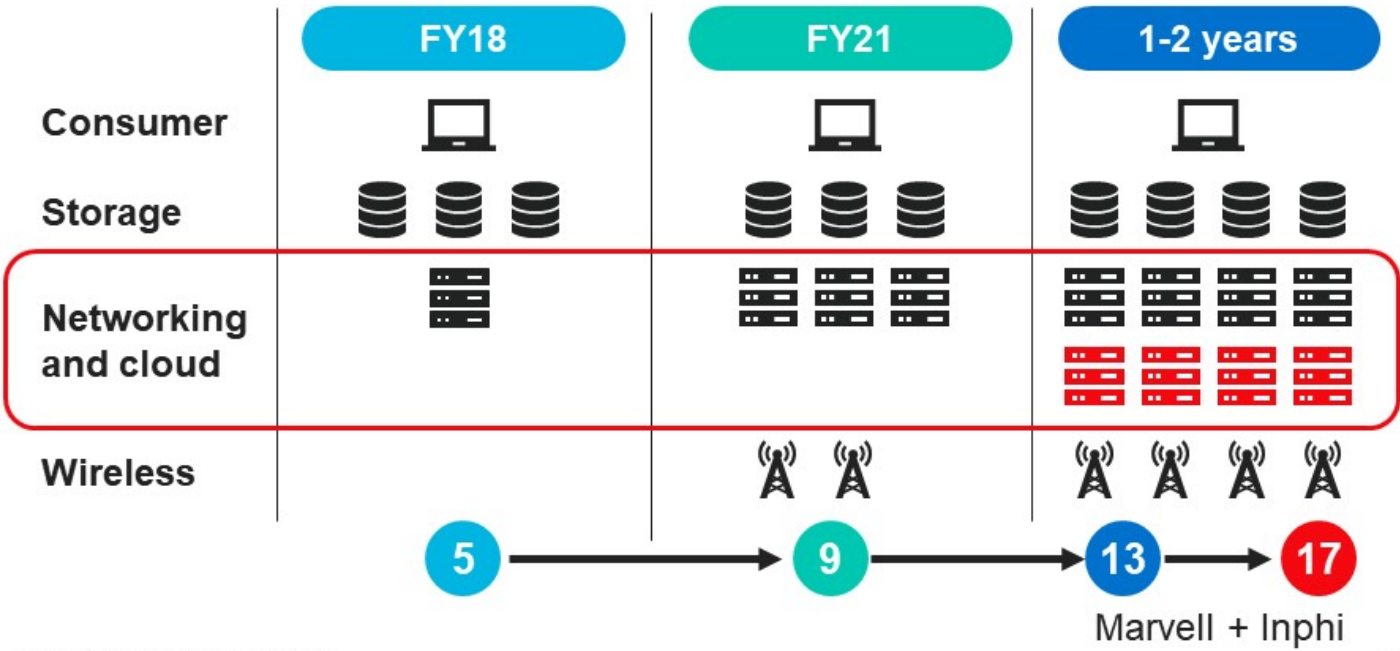 FY18
FY21
1-2 years
Consumer
Storage
Networking
and cloud
Wireless
5
9
13
17
Marvell + Inphi